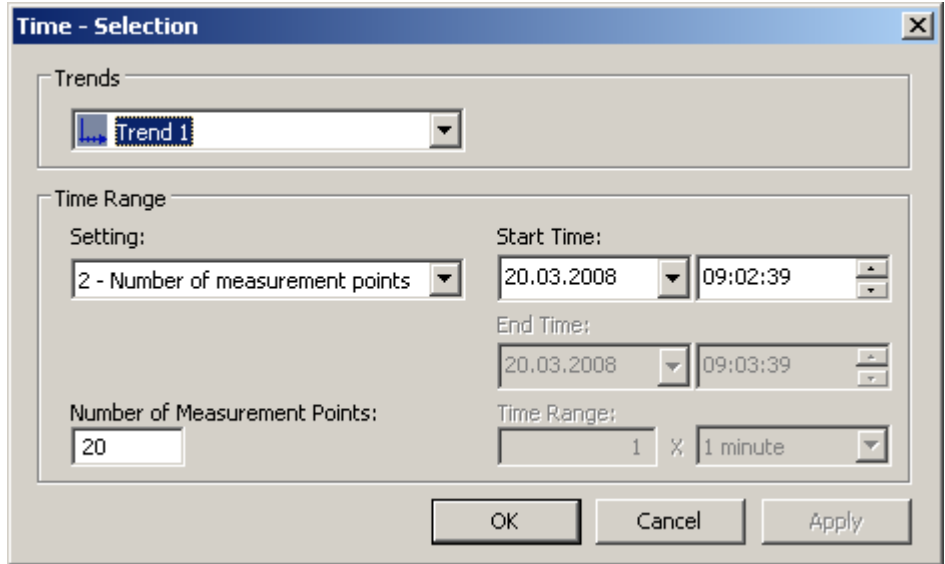 Time - Selection
Trends
Trend 1
Time Range
Setting:
2 - Number of measurement points
Start Time:
20.03.2008 09:02:39
End Time:
20.03.2008 09:03:39
Number of Measurement Points:
20
Time Range:
1 X 1 minute
OK Cancel Apply